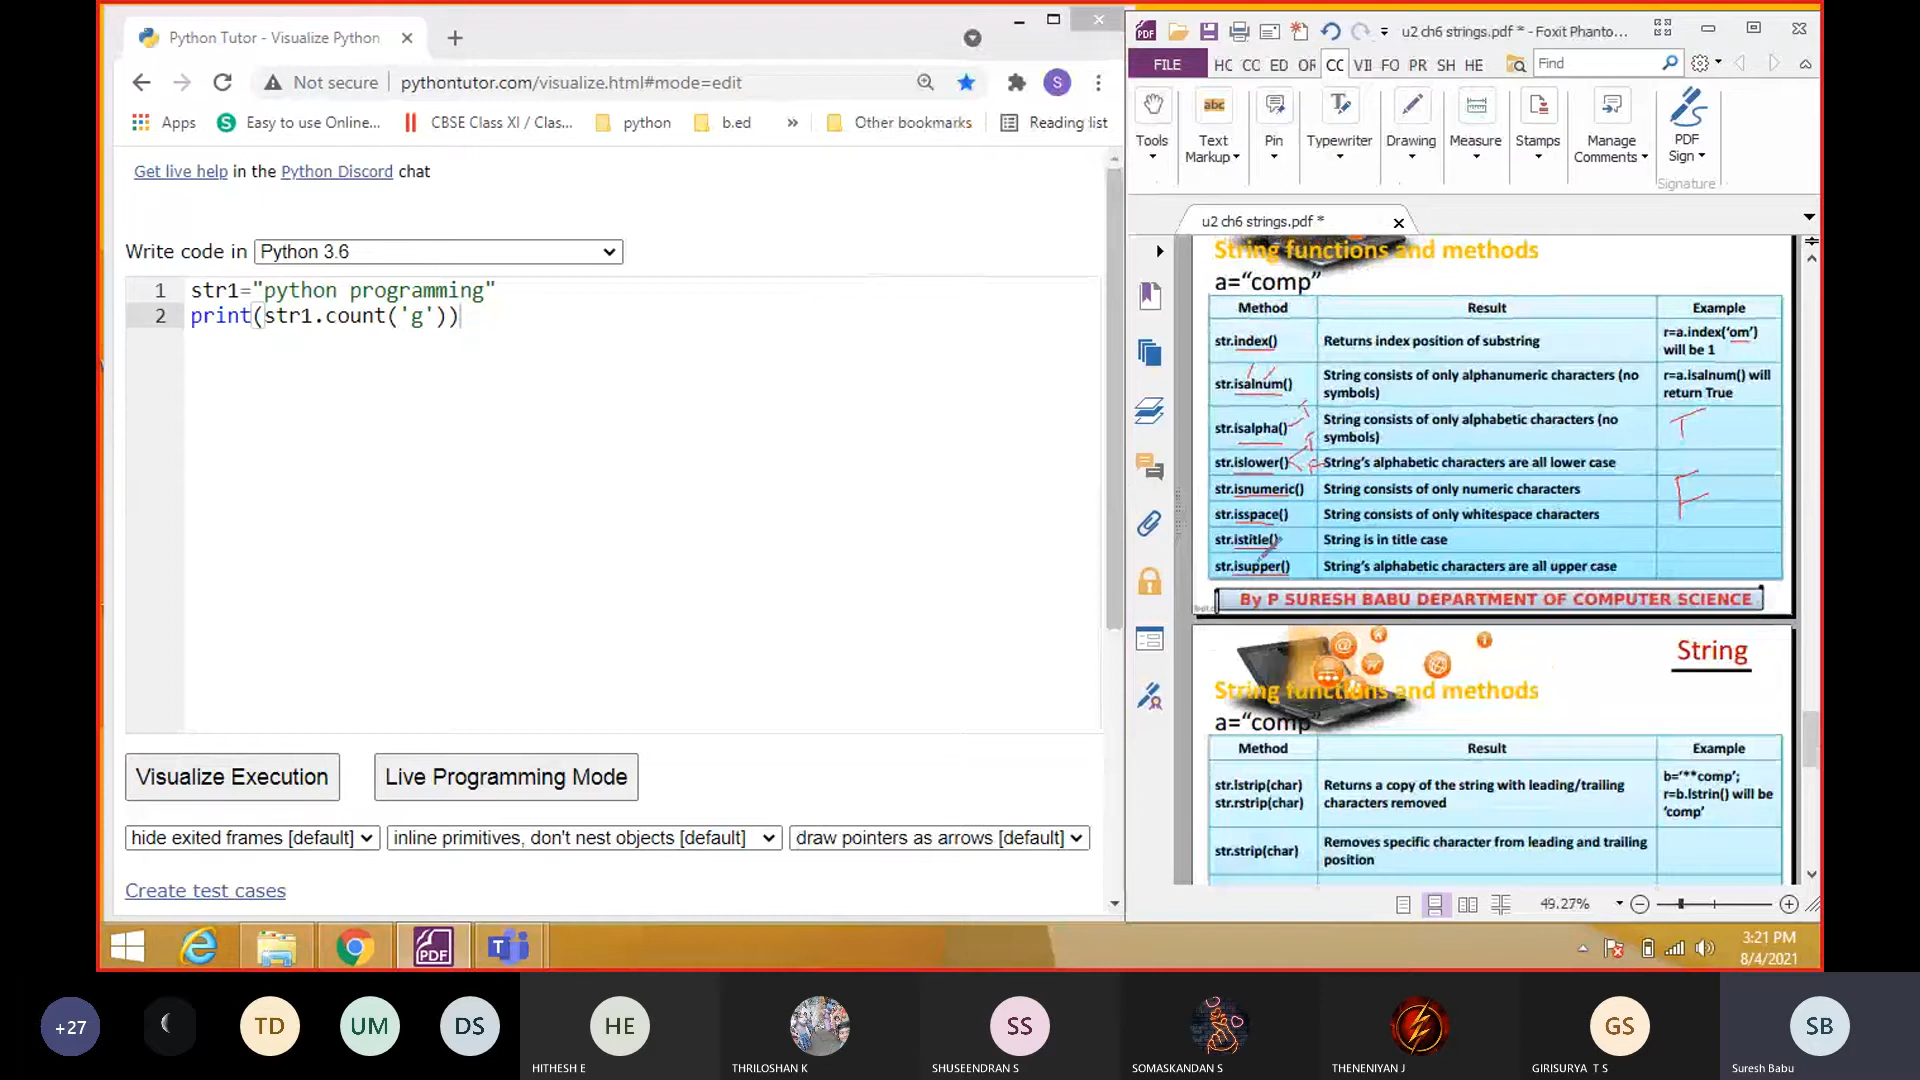 Python Tutor - Visualize Python
Not secure
pythontutor.com/visualize.html#mode=edit
S
Apps
Easy to use Online...
CBSE Class XI / Clas...
python
b.ed
»
Other bookmarks
Reading list
Get live help in the Python Discord chat
Write code in Python 3.6
1 str1="python programming"
2 print(str1.count('g'))
Visualize Execution
Live Programming Mode
hide exited frames [default]
inline primitives, don't nest objects [default]
draw pointers as arrows [default]
Create test cases
u2 ch6 strings.pdf * - Foxit Phanto...
FILE HC CC ED OR CC VII FO PR SH HE
Find
Tools
Text Markup
Pin
Typewriter
Drawing
Measure
Stamps
Manage Comments
PDF Sign
Signature
u2 ch6 strings.pdf *
String functions and methods
a=“comp”
Method Result Example
str.index() Returns index position of substring r=a.index(‘om’) will be 1
str.isalnum() String consists of only alphanumeric characters (no symbols) r=a.isalnum() will return True
str.isalpha() String consists of only alphabetic characters (no symbols) T
str.islower() String’s alphabetic characters are all lower case
str.isnumeric() String consists of only numeric characters F
str.isspace() String consists of only whitespace characters
str.istitle() String is in title case
str.isupper() String’s alphabetic characters are all upper case
By P SURESH BABU DEPARTMENT OF COMPUTER SCIENCE
String
String functions and methods
a=“comp”
Method Result Example
str.lstrip(char)
str.rstrip(char)
Returns a copy of the string with leading/trailing characters removed
b=‘**comp’;
r=b.lstrin() will be
‘comp’
str.strip(char) Removes specific character from leading and trailing position
49.27%
3:21 PM
8/4/2021
+27
TD
UM
DS
HE
HITHESH E
THRILOSHAN K
SS
SHUSEENDRAN S
SOMASKANDAN S
THENENIYAN J
GS
GIRISURYA T S
SB
Suresh Babu